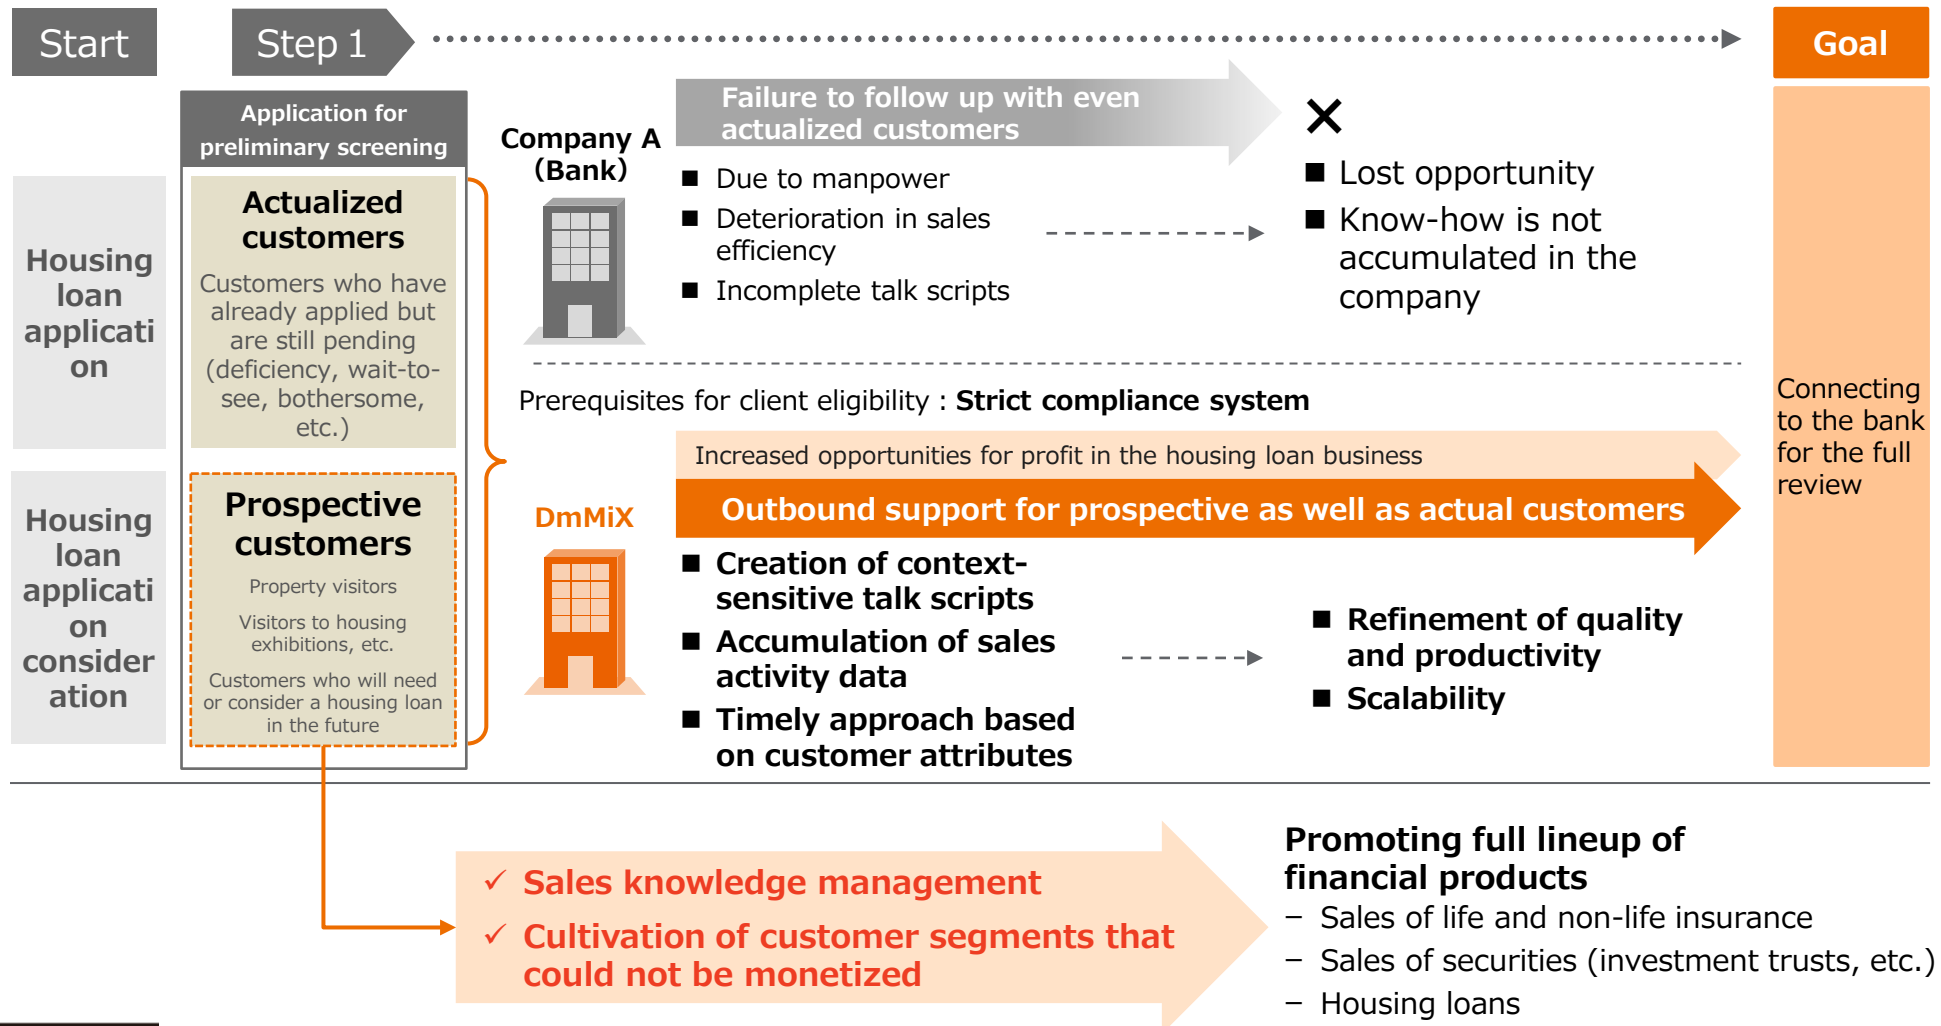 Start
Step 1
Goal
Application for
preliminary screening
Housing
loan
applicati
on
Actualized
customers
Customers who have
already applied but
are still pending
(deficiency, wait-to-
see, bothersome,
etc.)
Housing
loan
applicati
on
consider
ation
Prospective
customers
Property visitors
Visitors to housing
exhibitions, etc.
Customers who will need
or consider a housing loan
in the future
Company A
(Bank)
Failure to follow up with even
actualized customers
■ Due to manpower
■ Deterioration in sales
efficiency
■ Incomplete talk scripts
✕
■ Lost opportunity
■ Know-how is not
accumulated in the
company
Prerequisites for client eligibility : Strict compliance system
Increased opportunities for profit in the housing loan business
DmMiX
Outbound support for prospective as well as actual customers
■ Creation of context-
sensitive talk scripts
■ Accumulation of sales
activity data
■ Timely approach based
on customer attributes
■ Refinement of quality
and productivity
■ Scalability
Connecting
to the bank
for the full
review
✓ Sales knowledge management
✓ Cultivation of customer segments that
could not be monetized
Promoting full lineup of
financial products
− Sales of life and non-life insurance
− Sales of securities (investment trusts, etc.)
− Housing loans